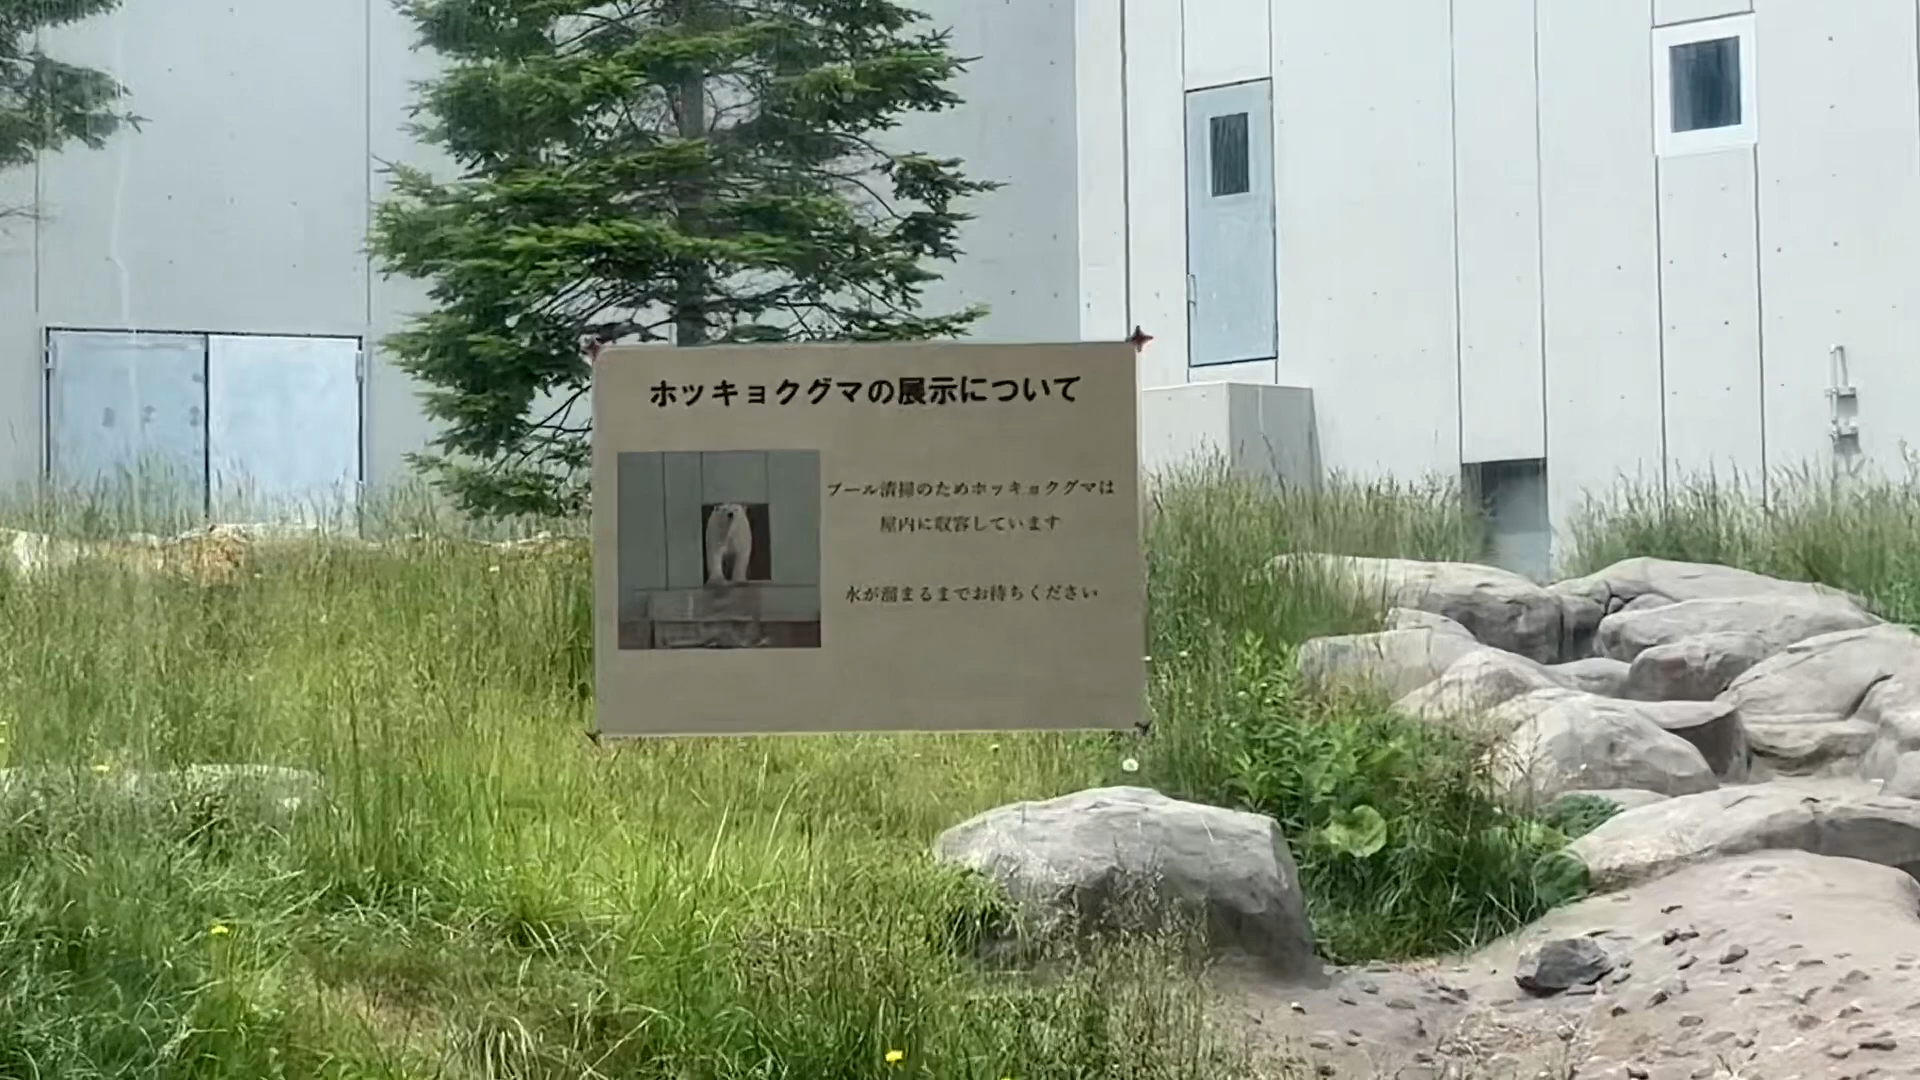 ホッキョクグマの展示について
プール清掃のためホッキョクグマは
屋内に収容しています
水が溜まるまでお待ちください